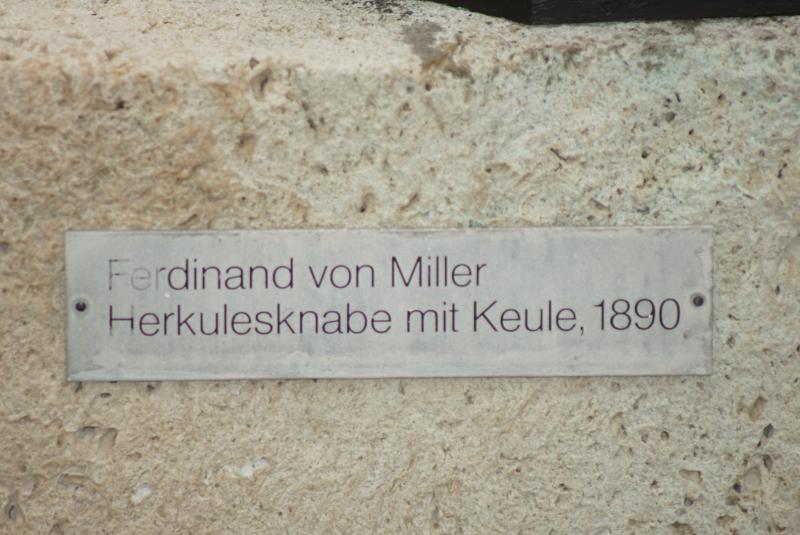 Ferdinand von Miller
Herkulesknabe mit Keule, 1890